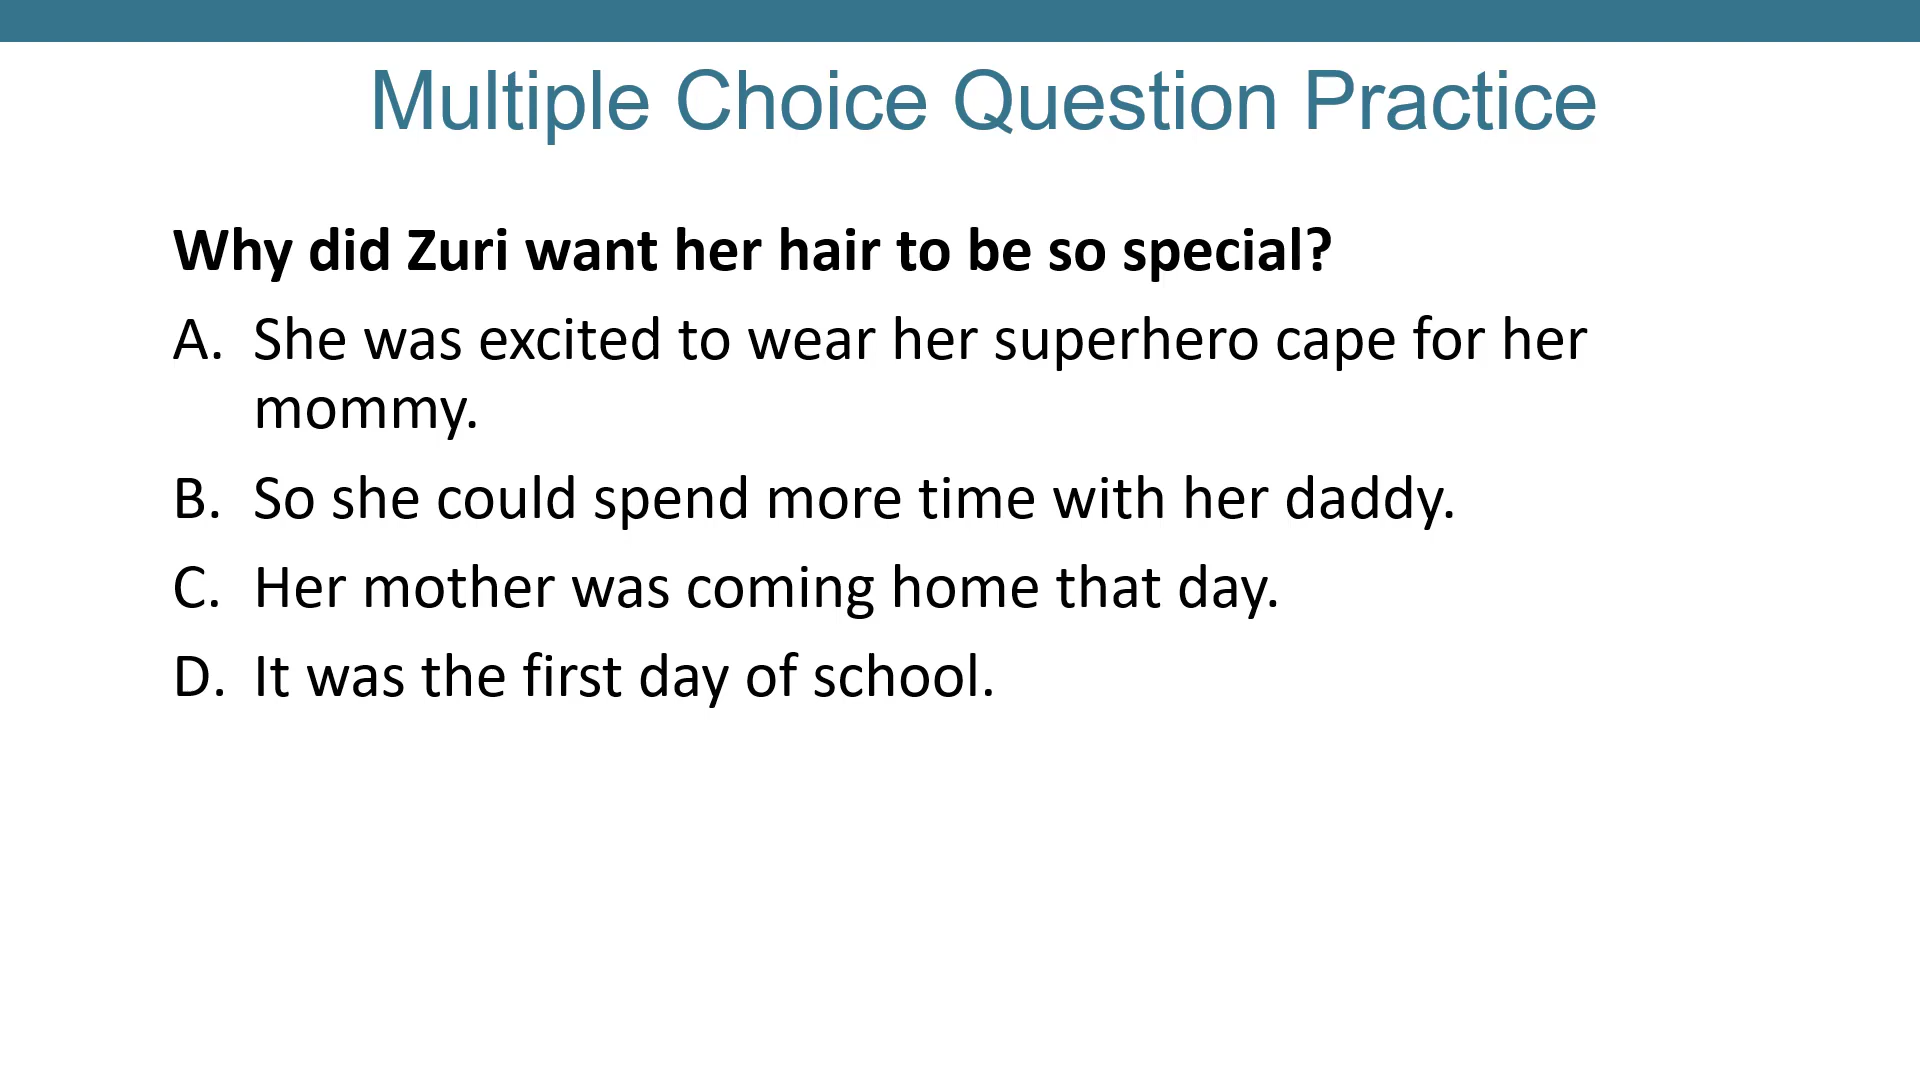 Multiple Choice Question Practice
Why did Zuri want her hair to be so special?
A. She was excited to wear her superhero cape for her
mommy.
B. So she could spend more time with her daddy.
C. Her mother was coming home that day.
D. It was the first day of school.